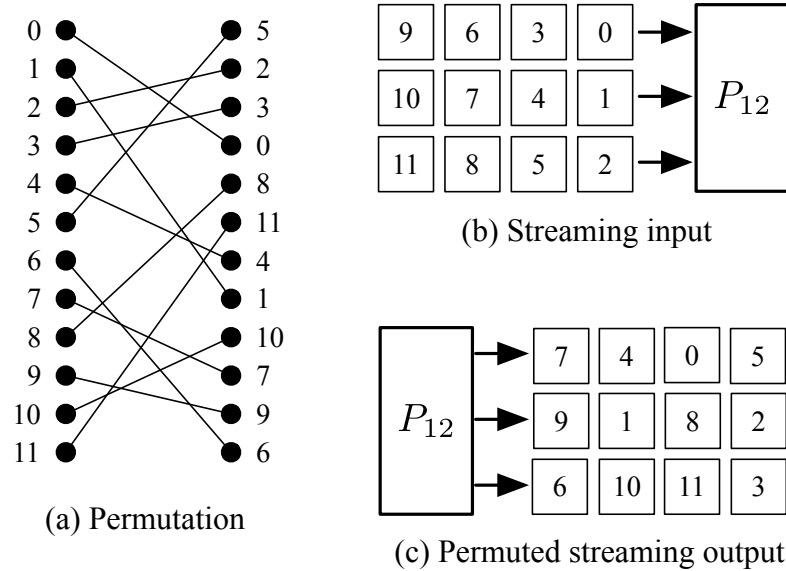 0 5
1 2
2 3
3 0
4 8
5 11
6 4
7 1
8 10
9 7
10 9
11 6
(a) Permutation
9 6 3 0
10 7 4 1
11 8 5 2
P12
(b) Streaming input
P12
7 4 0 5
9 1 8 2
6 10 11 3
(c) Permuted streaming output